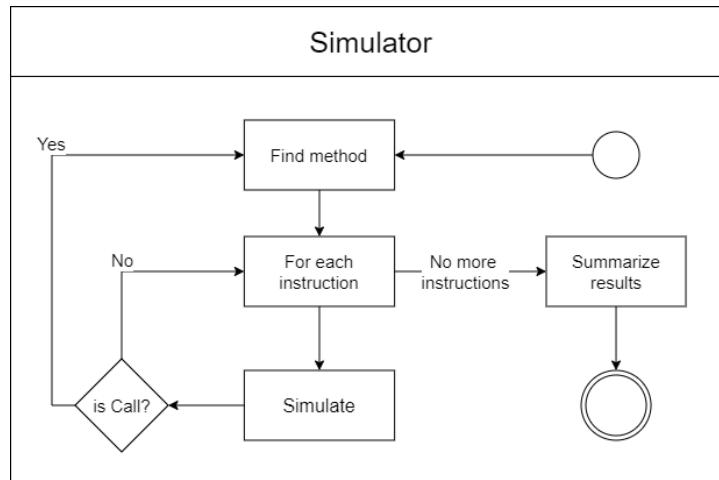 Simulator
Yes
Find method
No
For each
instruction
No more
instructions
Summarize
results
is Call?
Simulate